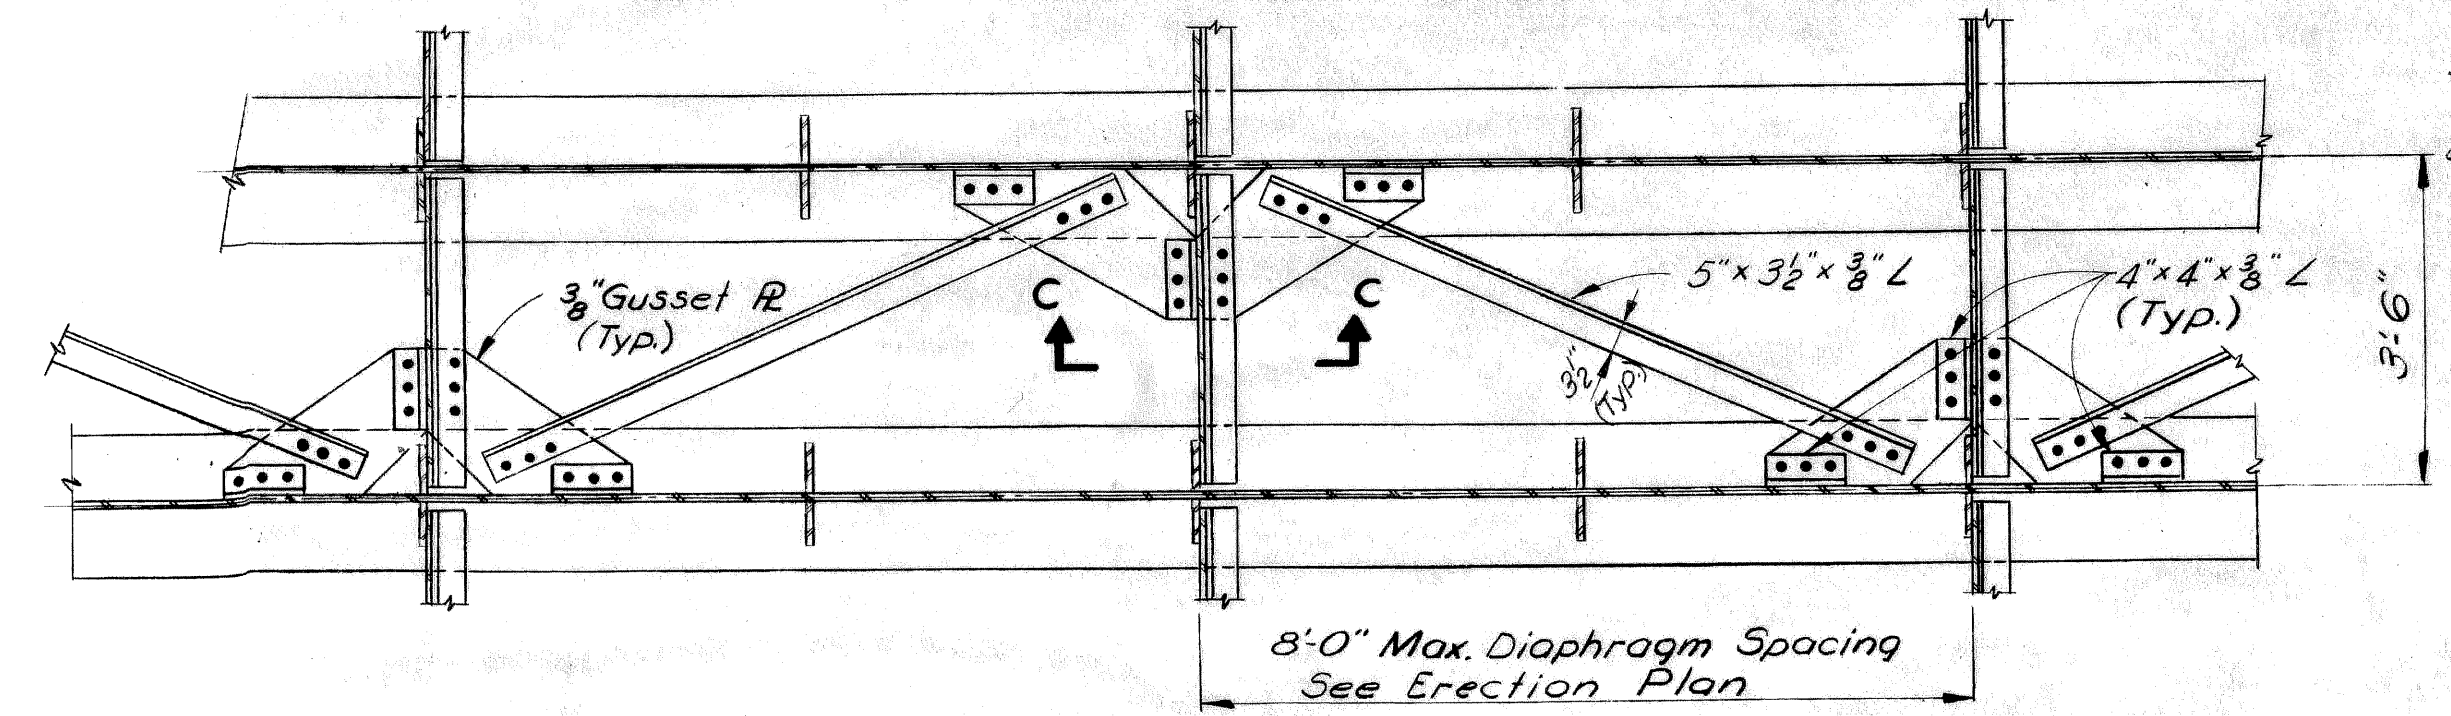 3/8" Gusset PL
(Typ.)
C
C
5" x 3 1/2" x 3/8" L
4" x 4" x 3/8" L
(Typ.)
3'-6"
3 1/2"
(Typ.)
8'-0" Max. Diaphragm Spacing
See Erection Plan